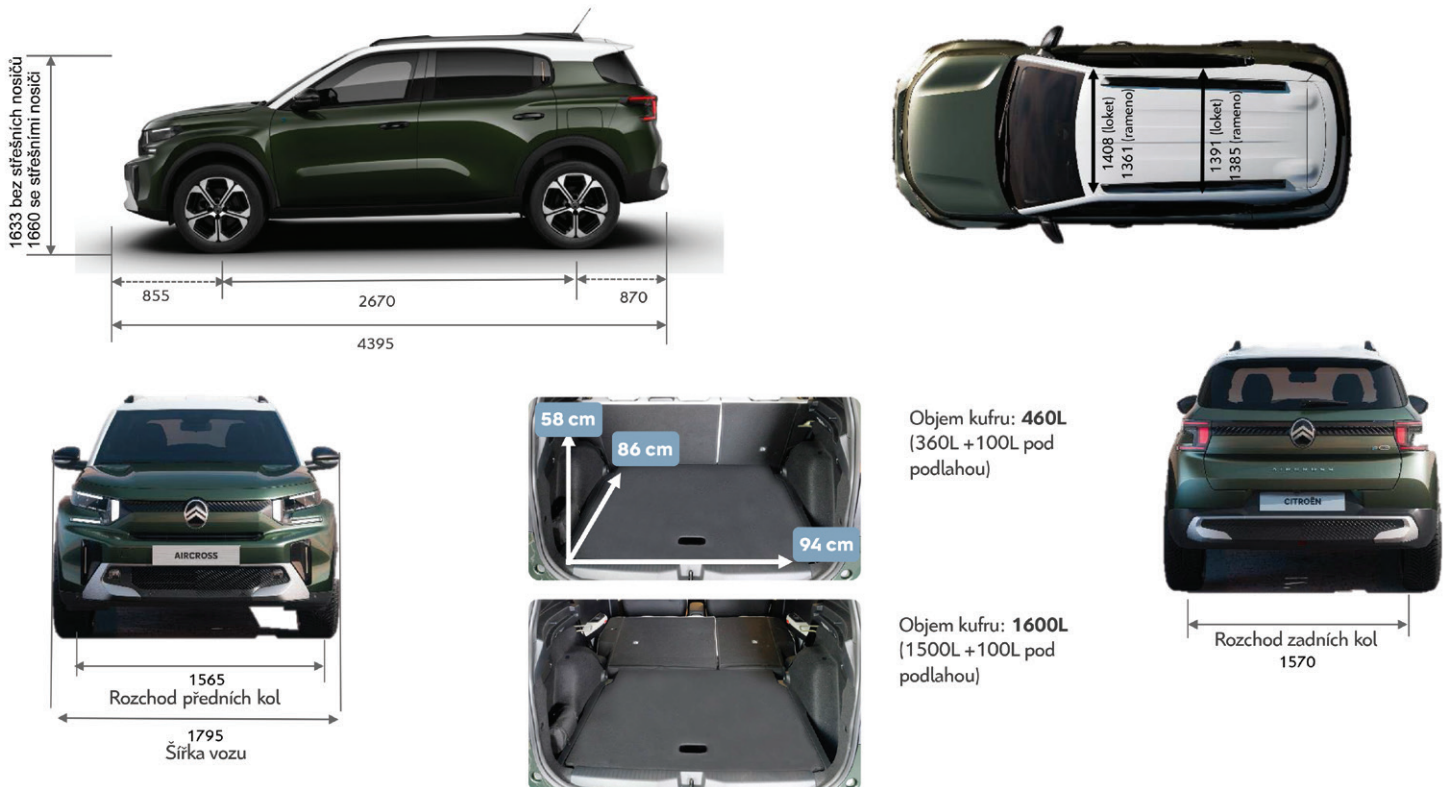 1633 bez střešních nosičů
1660 se střešními nosiči
855
2670
870
4395
1408 (loket)
1361 (rameno)
1391 (loket)
1385 (rameno)
AIRCROSS
1565
Rozchod předních kol
1795
Šířka vozu
58 cm
86 cm
94 cm
Objem kufru: 460L
(360L +100L pod
podlahou)
Objem kufru: 1600L
(1500L +100L pod
podlahou)
AIRCROSS
CITROËN
Rozchod zadních kol
1570